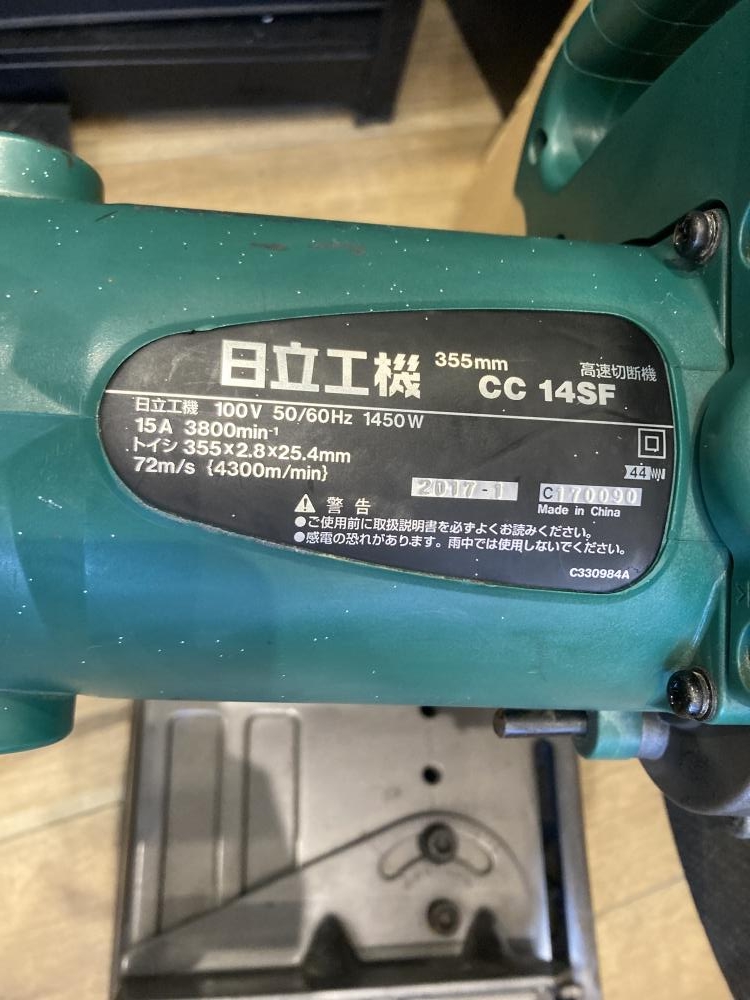 日立工機 355mm 高速切断機
CC 14SF
日立工機 100V 50/60Hz 1450W
15A 3800min⁻¹
トイシ 355×2.8×25.4mm
72m/s {4300m/min}
44
2017-1 C170090
Made in China
⚠ 警告
●ご使用前に取扱説明書を必ずよくお読みください。
●感電の恐れがあります。雨中では使用しないでください。
C330984A